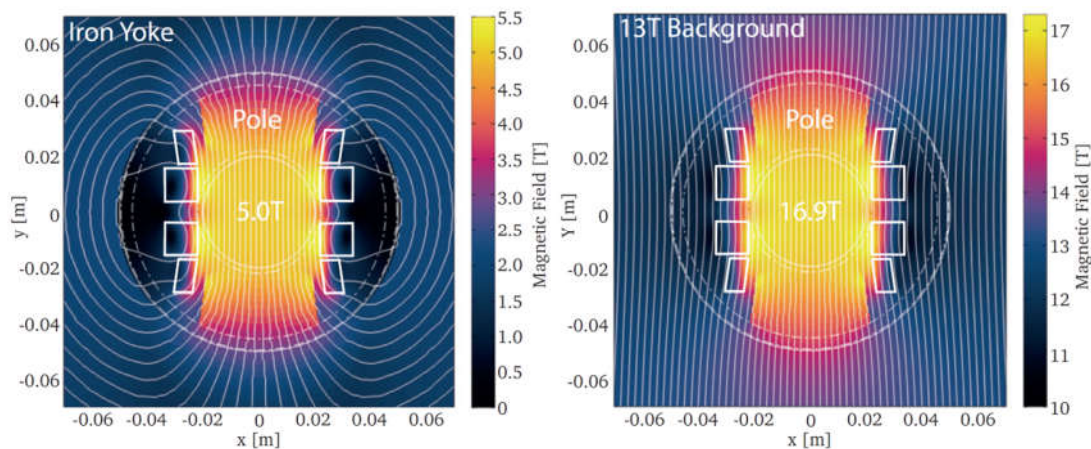 Iron Yoke
Pole
5.0T
0.06
0.04
0.02
0
-0.02
-0.04
-0.06
y [m]
-0.06 -0.04 -0.02 0 0.02 0.04 0.06
x [m]
5.5
5.0
4.5
4.0
3.5
3.0
2.5
2.0
1.5
1.0
0.5
0
Magnetic Field [T]
13T Background
Pole
16.9T
0.06
0.04
0.02
0
-0.02
-0.04
-0.06
Y [m]
-0.06 -0.04 -0.02 0 0.02 0.04 0.06
x [m]
17
16
15
14
13
12
11
10
Magnetic Field [T]